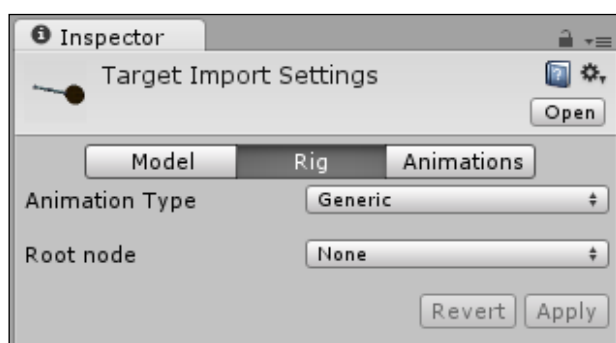 Inspector
Target Import Settings
Open
Model Rig Animations
Animation Type Generic
Root node None
Revert Apply